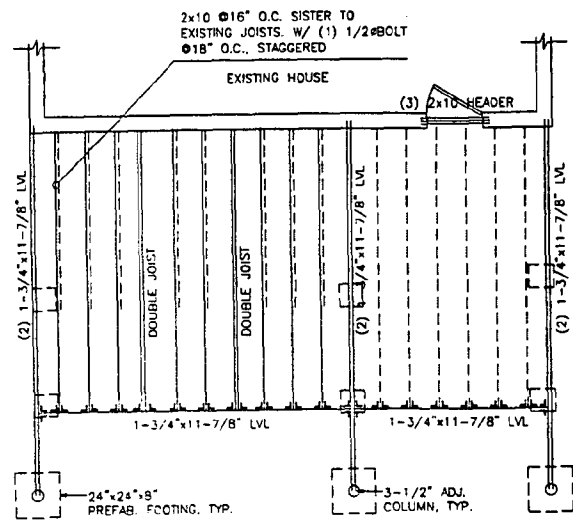 2x10 @16" O.C. SISTER TO
EXISTING JOISTS. W/ (1) 1/2øBOLT
@18" O.C., STAGGERED
EXISTING HOUSE
(3) 2x10 HEADER
(2) 1-3/4"x11-7/8" LVL
DOUBLE JOIST
DOUBLE JOIST
(2) 3/4"x11-7/8" LVL
(2) 1-3/4"x11-7/8" LVL
1-3/4"x11-7/8" LVL
1-3/4"x11-7/8" LVL
24"x24"x8"
PREFAB. FOOTING, TYP.
3-1/2" ADJ.
COLUMN, TYP.